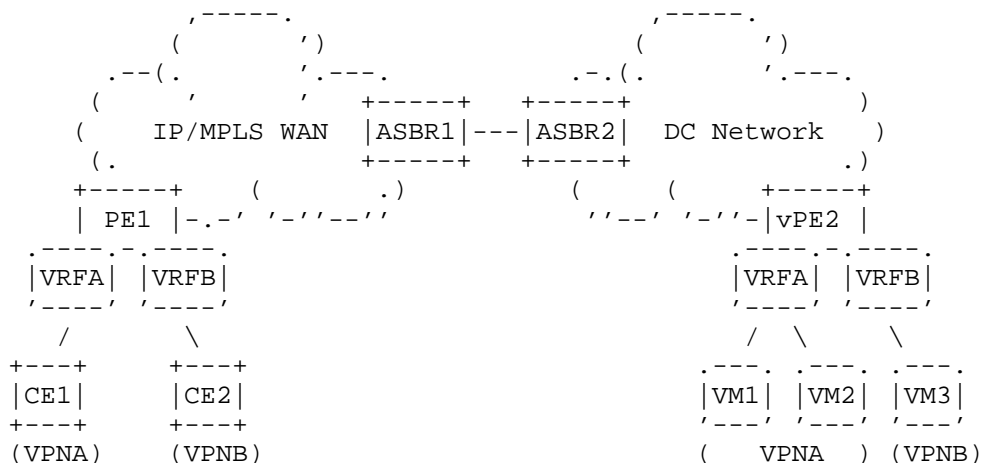 IP/MPLS WAN ASBR1 ASBR2 DC Network
PE1 vPE2
VRFA VRFB VRFA VRFB
CE1 CE2 VM1 VM2 VM3
(VPNA) (VPNB) ( VPNA ) (VPNB)